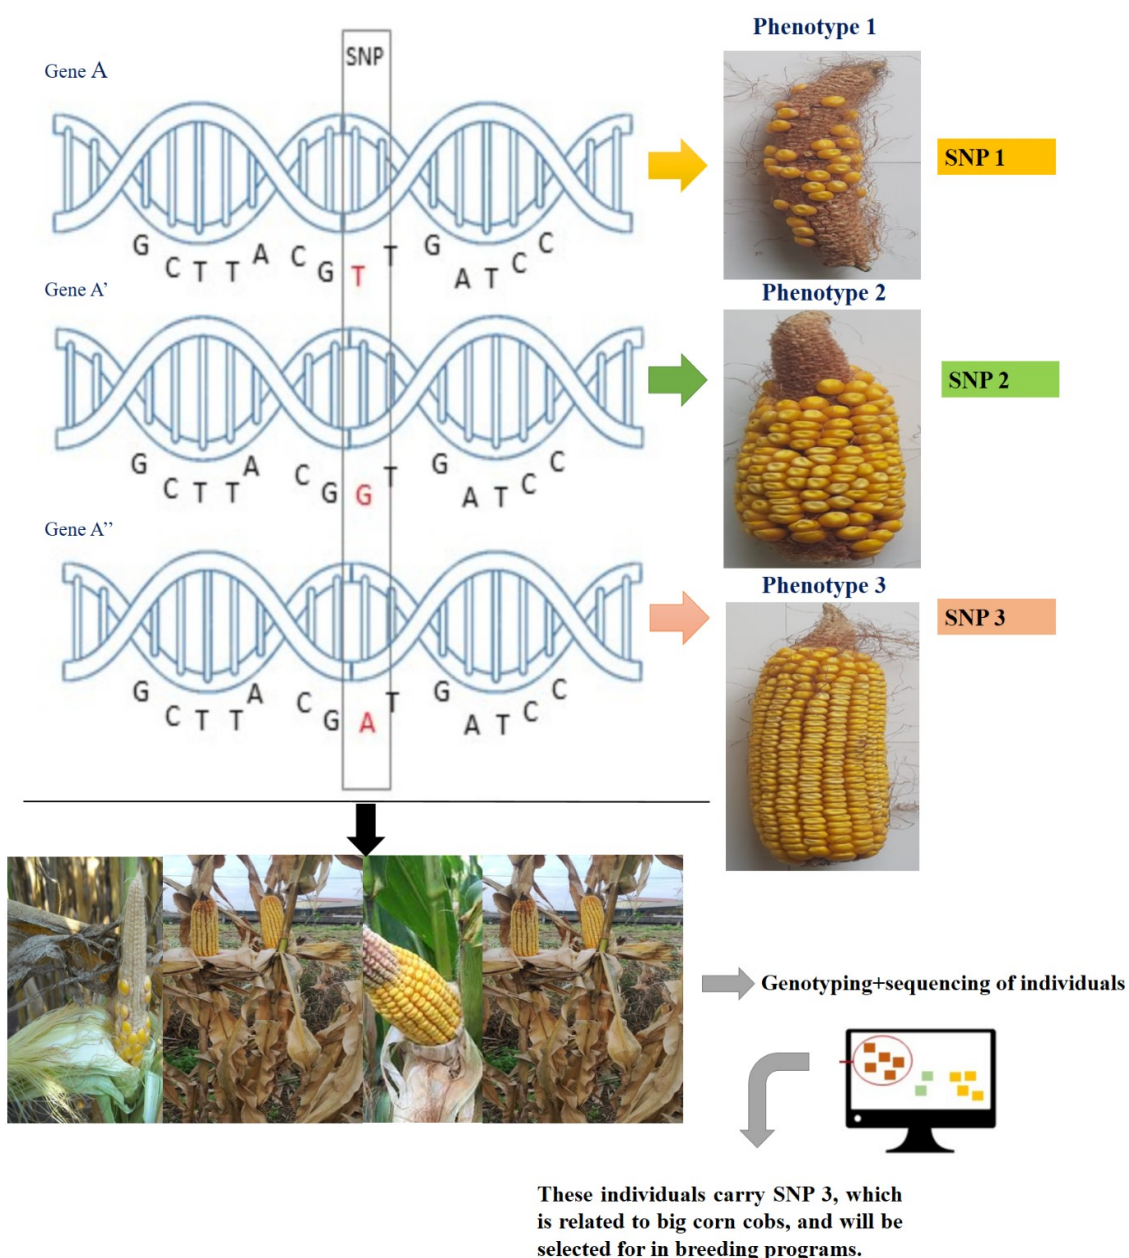 Phenotype 1
SNP
Gene A
SNP 1
G C T T A C G T T G A T C C
Gene A'
Phenotype 2
SNP 2
G C T T A C G G T G A T C C
Gene A’’
Phenotype 3
SNP 3
G C T T A C G A T G A T C C
Genotyping+sequencing of individuals
These individuals carry SNP 3, which
is related to big corn cobs, and will be
selected for in breeding programs.